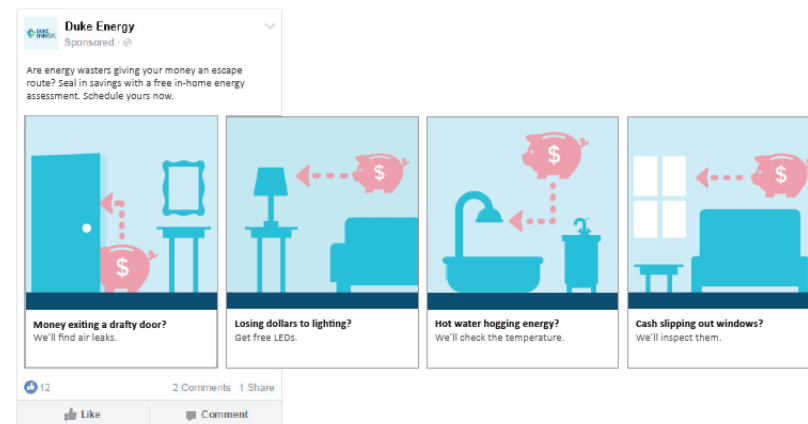 DUKE ENERGY.
Duke Energy
Sponsored ·
Are energy wasters giving your money an escape
route? Seal in savings with a free in-home energy
assessment. Schedule yours now.
$
$
$
$
Money exiting a drafty door?
We'll find air leaks.
Losing dollars to lighting?
Get free LEDs.
Hot water hogging energy?
We'll check the temperature.
Cash slipping out windows?
We'll inspect them.
12
2 Comments 1 Share
Like
Comment